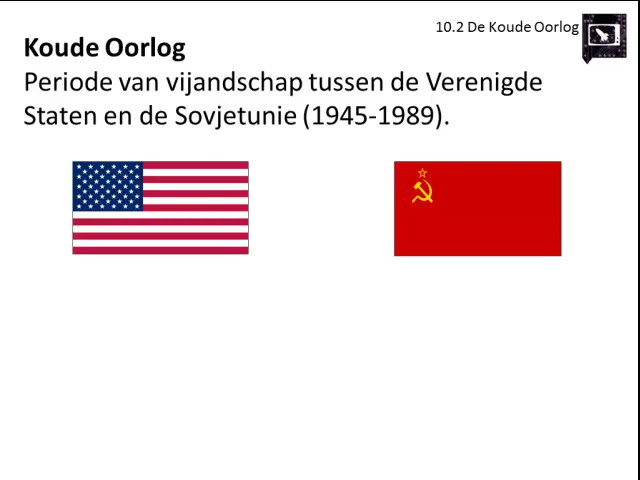 10.2 De Koude Oorlog
Koude Oorlog
Periode van vijandschap tussen de Verenigde
Staten en de Sovjetunie (1945-1989).